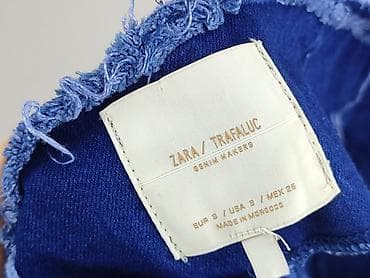 ZARA / TRAFALUC
DENIM MAKERS
EUR S / USA S / MEX 26
MADE IN MOROCCO